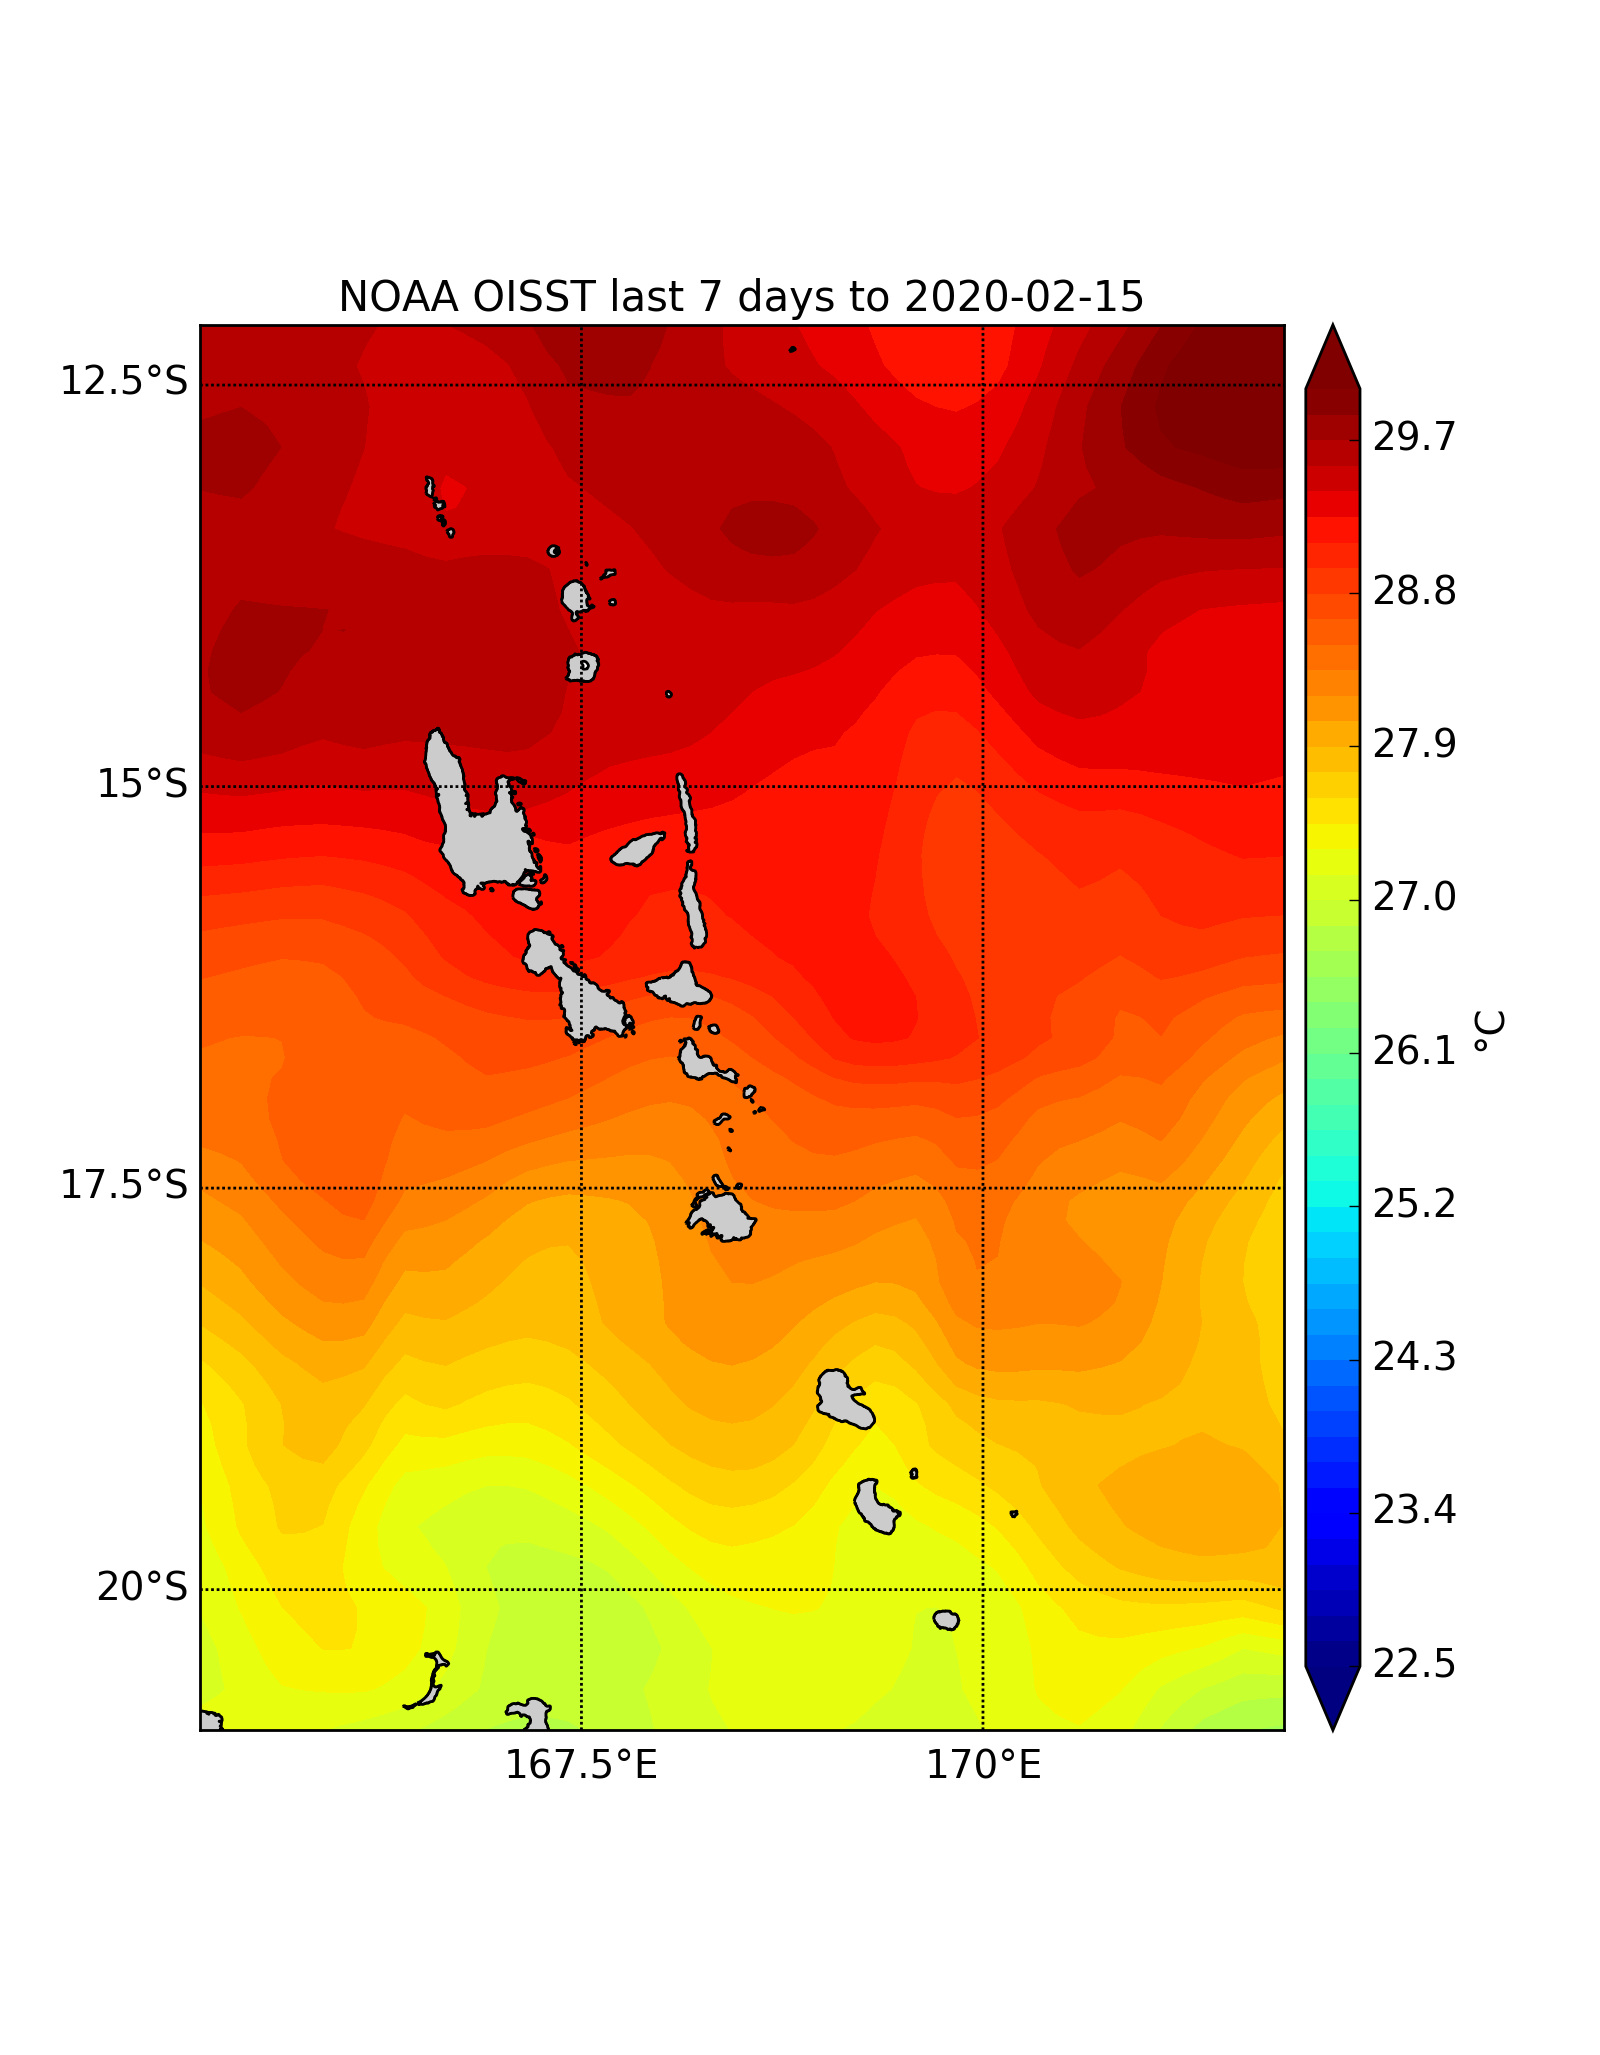 NOAA OISST last 7 days to 2020-02-15
12.5°S
15°S
17.5°S
20°S
167.5°E
170°E
29.7
28.8
27.9
27.0
26.1
25.2
24.3
23.4
22.5
°C